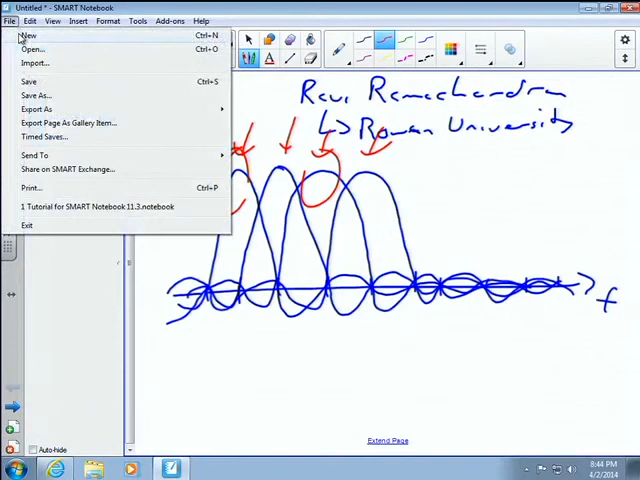 Untitled * - SMART Notebook
File Edit View Insert Format Tools Add-ons Help
New Ctrl+N
Open... Ctrl+O
Import...
Save Ctrl+S
Save As...
Export As
Export Page As Gallery Item...
Timed Saves...
Send To
Share on SMART Exchange...
Print... Ctrl+P
1 Tutorial for SMART Notebook 11.3.notebook
Exit
Ravi Ramachandran
Rowan University
f
Extend Page
Auto-hide
8:44 PM
4/2/2014